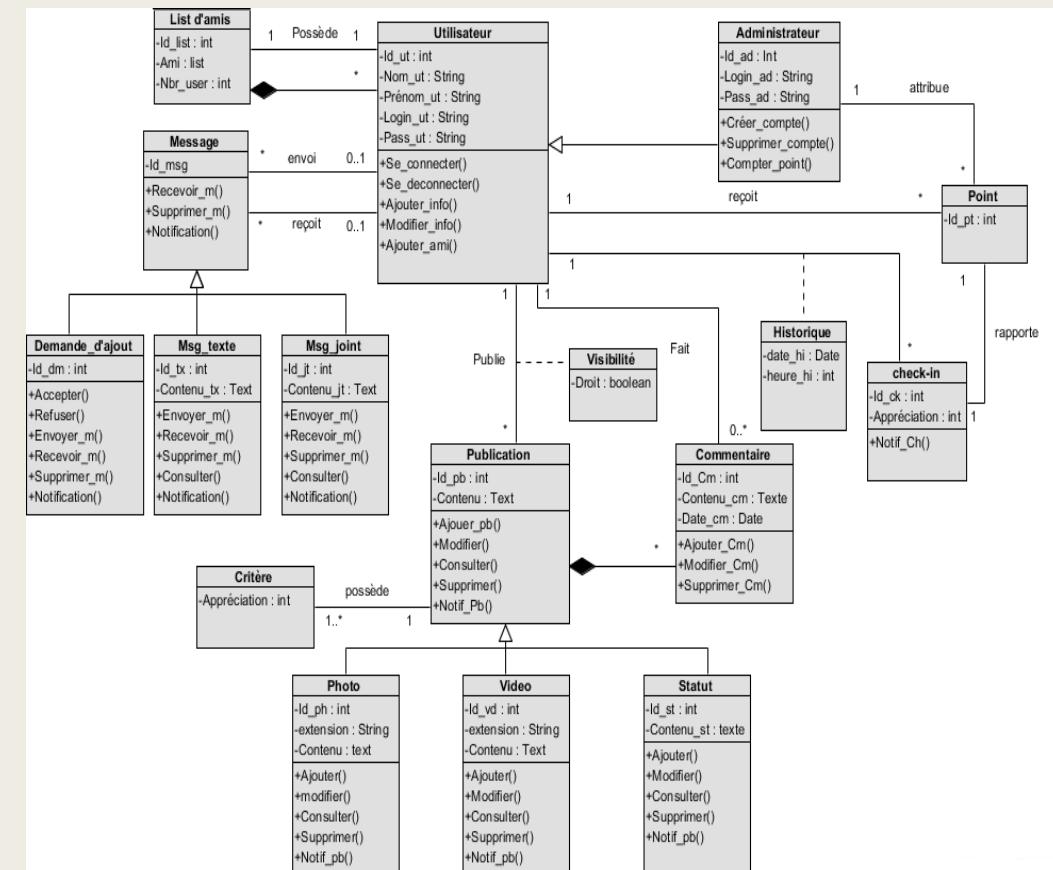 List d'amis
-Id_list : int
-Ami : list
-Nbr_user : int
1 Possède 1
*
Utilisateur
-Id_ut : int
-Nom_ut : String
-Prénom_ut : String
-Login_ut : String
-Pass_ut : String
+Se_connecter()
+Se_deconnecter()
+Ajouter_info()
+Modifier_info()
+Ajouter_ami()
Administrateur
-Id_ad : Int
-Login_ad : String
-Pass_ad : String
+Créer_compte()
+Supprimer_compte()
+Compter_point()
1 attribue
*
Message
-Id_msg
+Recevoir_m()
+Supprimer_m()
+Notification()
* envoi 0..1
* reçoit 0..1
1 reçoit *
Point
-Id_pt : int
1
1
rapporte
1
*
Historique
-date_hi : Date
-heure_hi : int
check-in
-Id_ck : int
-Appréciation : int
+Notif_Ch()
1
Demande_d'ajout
-Id_dm : int
+Accepter()
+Refuser()
+Envoyer_m()
+Recevoir_m()
+Supprimer_m()
+Notification()
Msg_texte
-Id_tx : int
-Contenu_tx : Text
+Envoyer_m()
+Recevoir_m()
+Supprimer_m()
+Consulter()
+Notification()
Msg_joint
-Id_jt : int
-Contenu_jt : Text
+Envoyer_m()
+Recevoir_m()
+Supprimer_m()
+Consulter()
+Notification()
1
Publie
*
Visibilité
-Droit : boolean
1
Fait
0..*
Publication
-Id_pb : int
-Contenu : Text
+Ajouer_pb()
+Modifier()
+Consulter()
+Supprimer()
+Notif_Pb()
*
Commentaire
-Id_Cm : int
-Contenu_cm : Texte
-Date_cm : Date
+Ajouter_Cm()
+Modifier_Cm()
+Supprimer_Cm()
Critère
-Appréciation : int
possède
1..* 1
Photo
-Id_ph : int
-extension : String
-Contenu : text
+Ajouter()
+modifier()
+Consulter()
+Supprimer()
+Notif_pb()
Video
-Id_vd : int
-extension : String
-Contenu : Text
+Ajouter()
+Modifier()
+Consulter()
+Supprimer()
+Notif_pb()
Statut
-Id_st : int
-Contenu_st : texte
+Ajouter()
+Modifier()
+Consulter()
+Supprimer()
+Notif_pb()